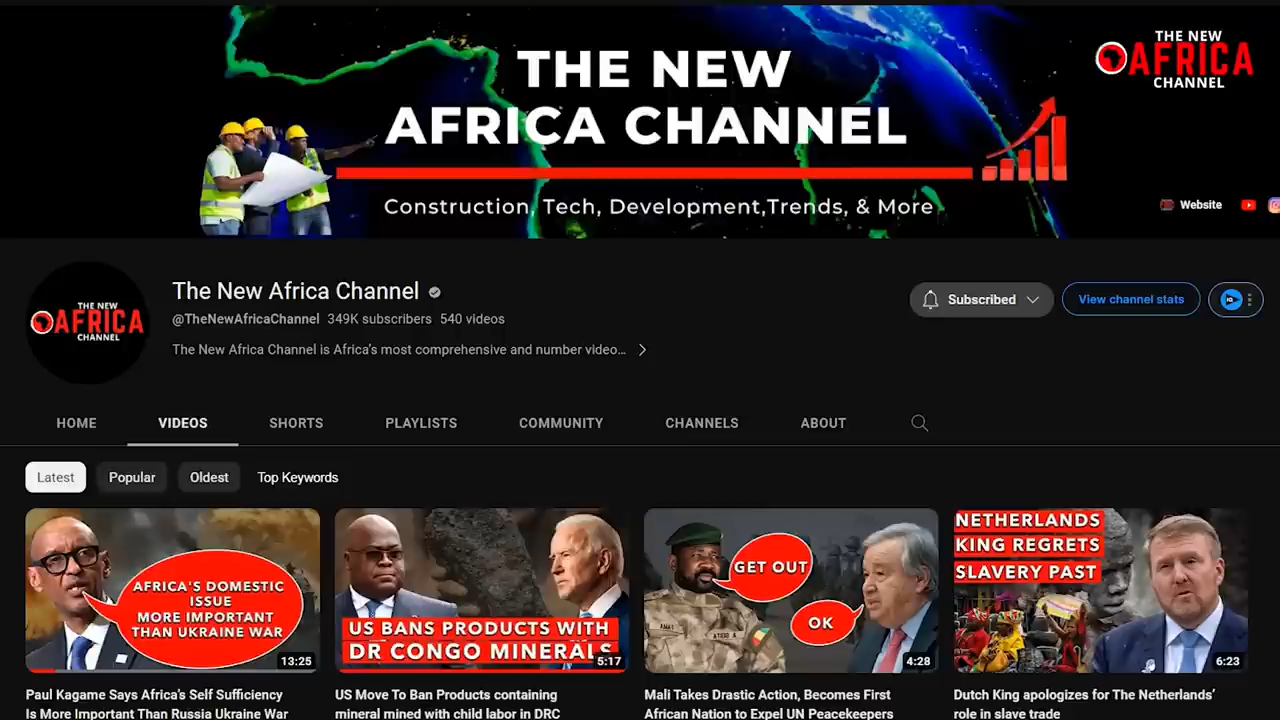 THE NEW
AFRICA CHANNEL
Construction, Tech, Development,Trends, & More
THE NEW
AFRICA
CHANNEL
Website
THE NEW
AFRICA
CHANNEL
The New Africa Channel
@TheNewAfricaChannel 349K subscribers 540 videos
The New Africa Channel is Africa's most comprehensive and number video...
Subscribed
View channel stats
HOME VIDEOS SHORTS PLAYLISTS COMMUNITY CHANNELS ABOUT
Latest Popular Oldest Top Keywords
AFRICA'S DOMESTIC
ISSUE
MORE IMPORTANT
THAN UKRAINE WAR
13:25
Paul Kagame Says Africa's Self Sufficiency
Is More Important Than Russia Ukraine War
US BANS PRODUCTS WITH
DR CONGO MINERALS
5:17
US Move To Ban Products containing
mineral mined with child labor in DRC
GET OUT
OK
4:28
Mali Takes Drastic Action, Becomes First
African Nation to Expel UN Peacekeepers
NETHERLANDS
KING REGRETS
SLAVERY PAST
6:23
Dutch King apologizes for The Netherlands'
role in slave trade